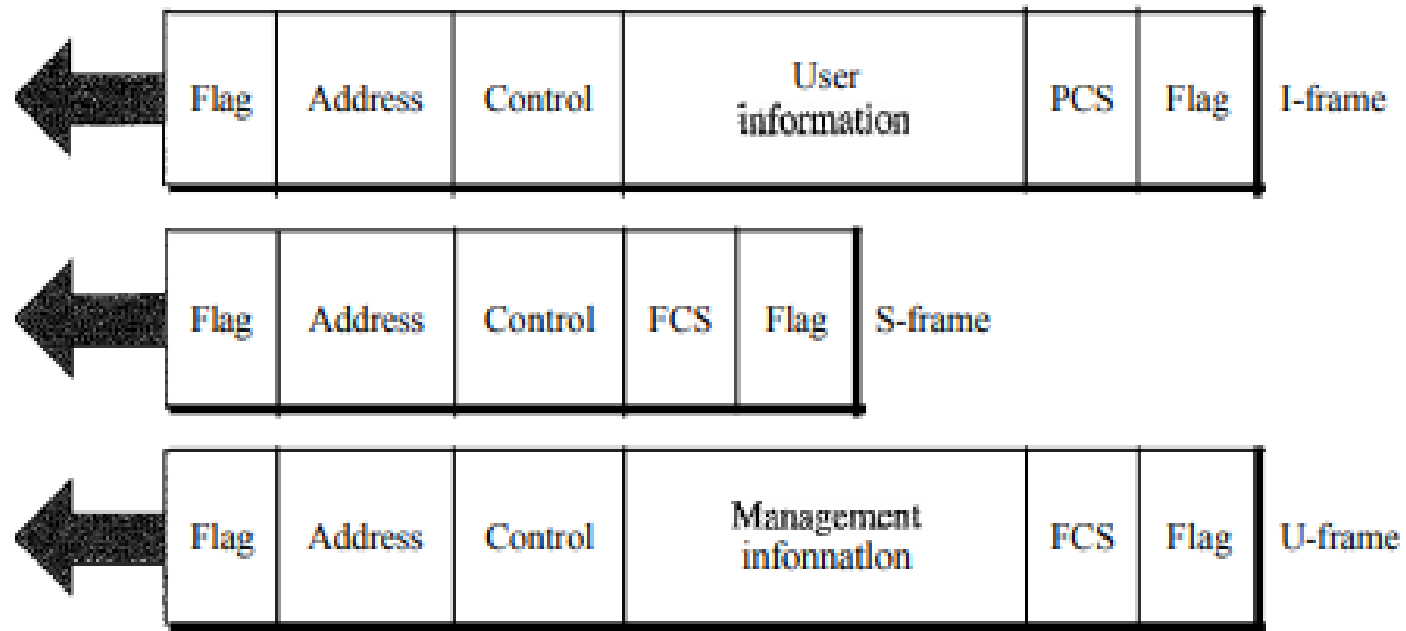 Flag Address Control User information PCS Flag I-frame
Flag Address Control FCS Flag S-frame
Flag Address Control Management infonnation FCS Flag U-frame